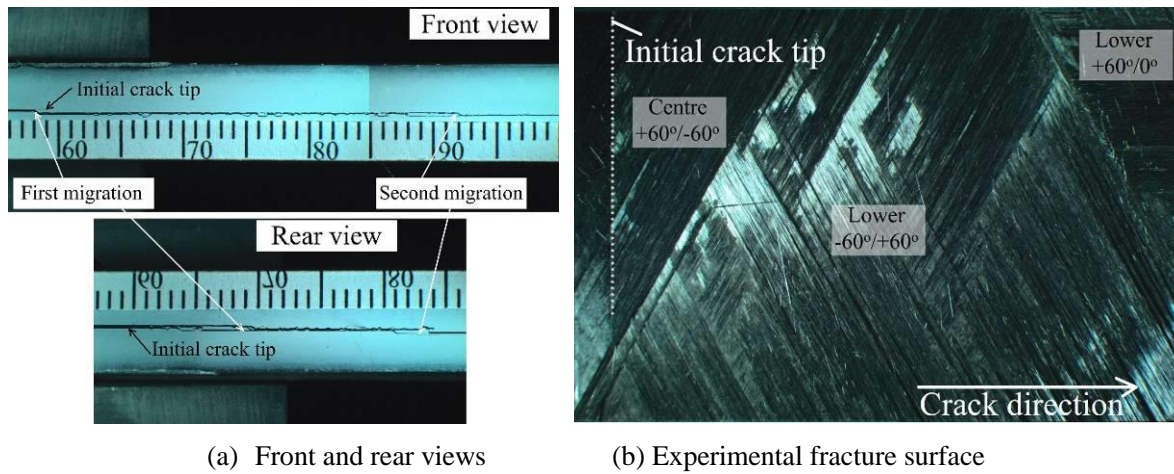 Front view
Initial crack tip
60 70 80 90
First migration
Second migration
Rear view
60 70 80
Initial crack tip
(a) Front and rear views
Initial crack tip
Lower
+60°/0°
Centre
+60°/-60°
Lower
-60°/+60°
Crack direction
(b) Experimental fracture surface